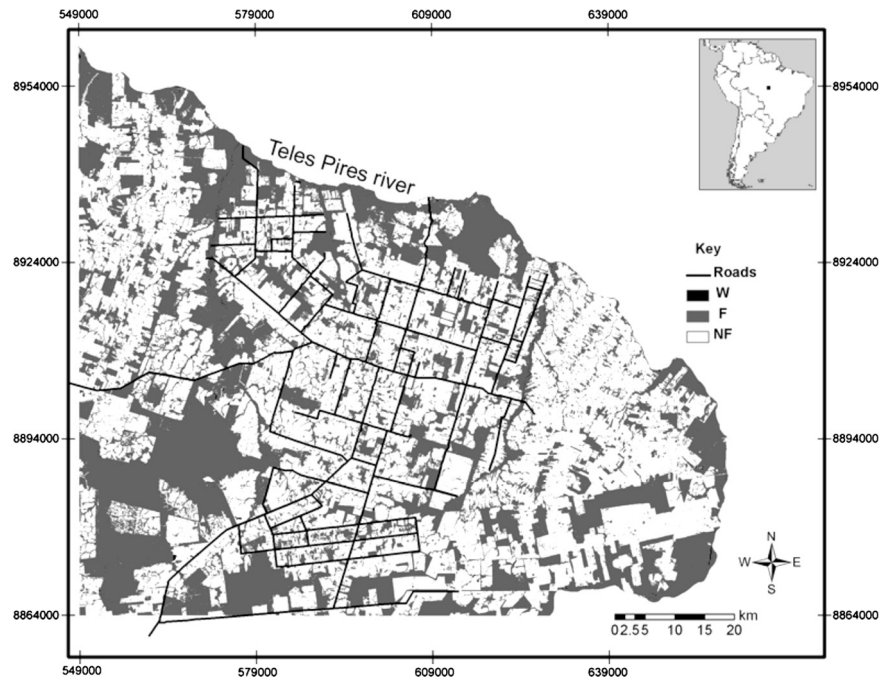 549000 579000 609000 639000
8954000 8954000
Teles Pires river
8924000 8924000
Key
Roads
W
F
NF
8894000 8894000
N
W E
S
8864000 8864000
km
0 2.5 5 10 15 20
549000 579000 609000 639000